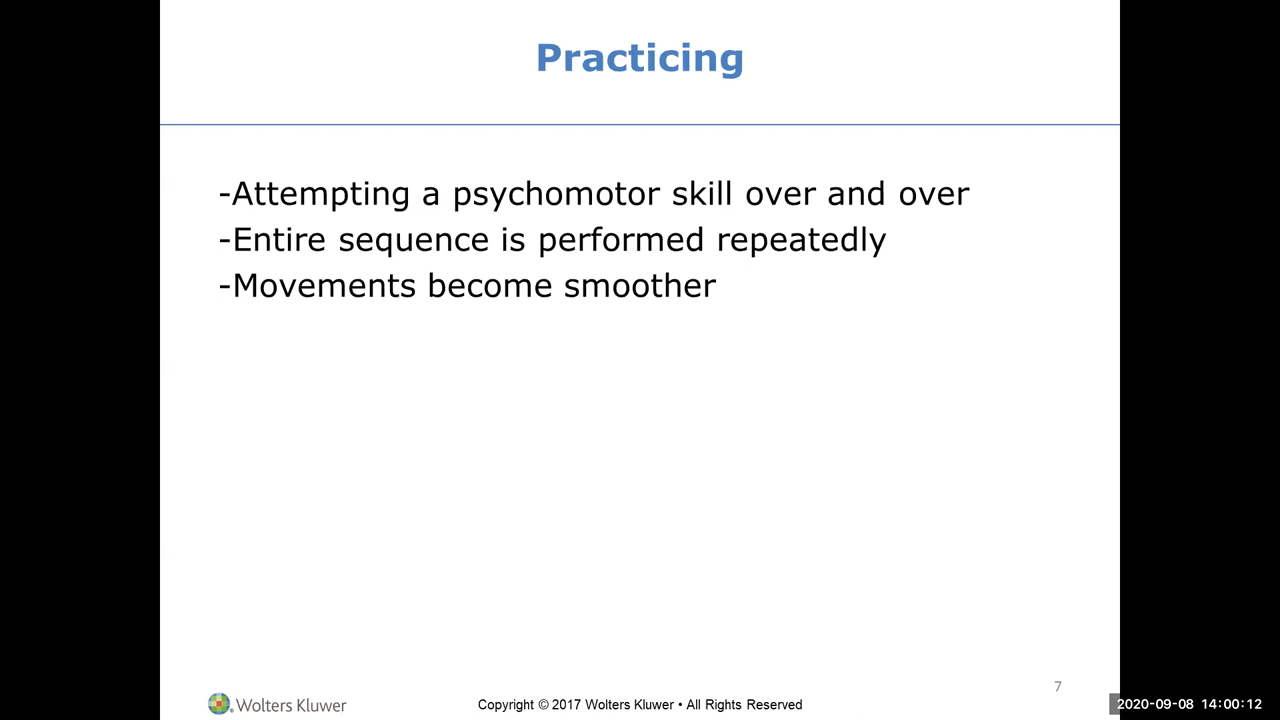 Practicing
-Attempting a psychomotor skill over and over
-Entire sequence is performed repeatedly
-Movements become smoother
7
Wolters Kluwer
Copyright © 2017 Wolters Kluwer • All Rights Reserved
2020-09-08 14:00:12